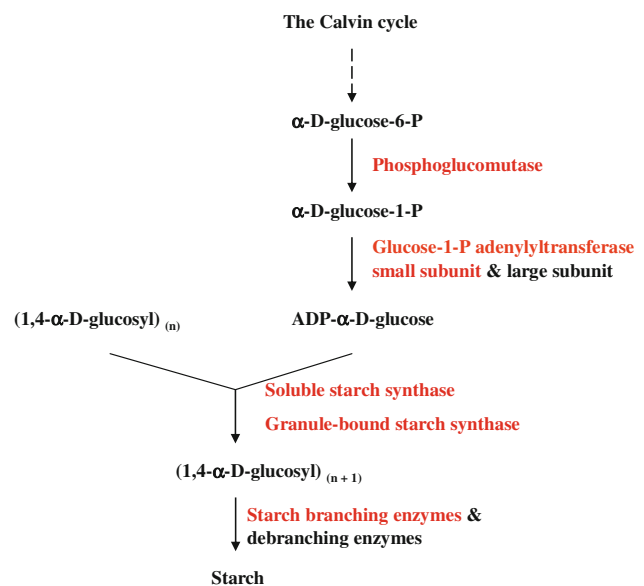 The Calvin cycle
α-D-glucose-6-P
Phosphoglucomutase
α-D-glucose-1-P
Glucose-1-P adenylyltransferase
small subunit & large subunit
(1,4-α-D-glucosyl) (n)
ADP-α-D-glucose
Soluble starch synthase
Granule-bound starch synthase
(1,4-α-D-glucosyl) (n + 1)
Starch branching enzymes &
debranching enzymes
Starch